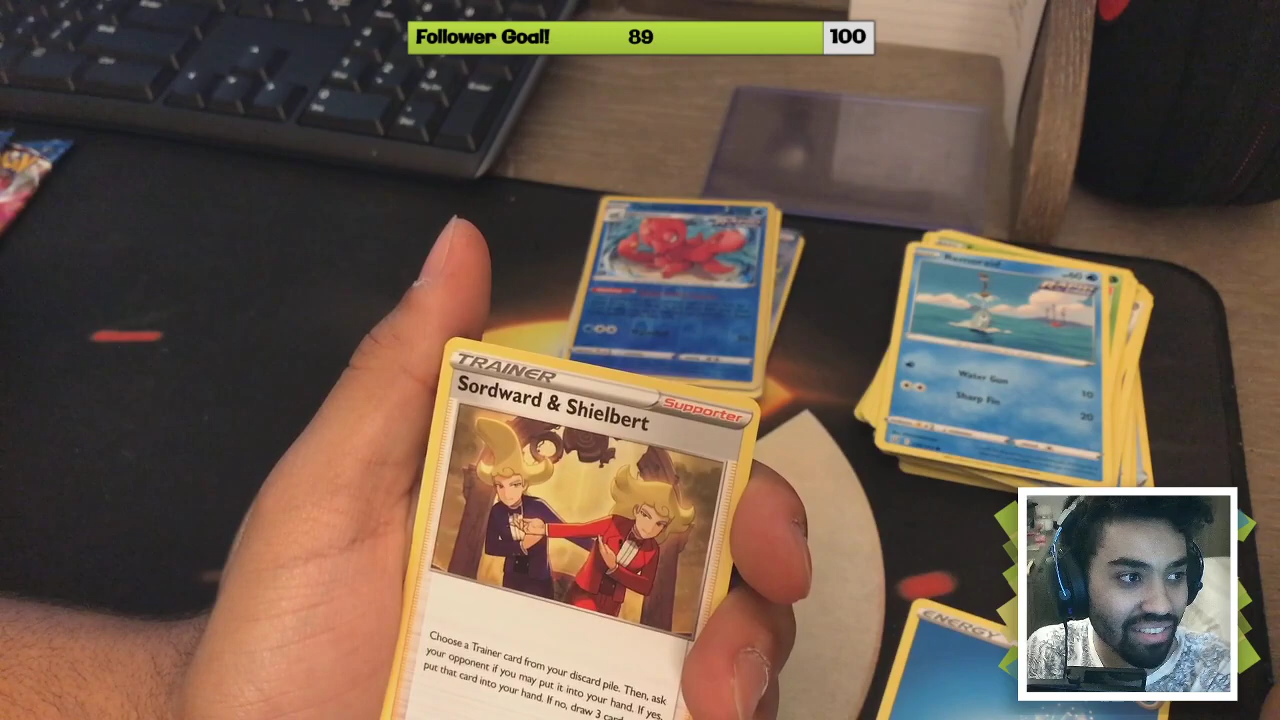 Follower Goal! 89 100
Remoraid 60
Water Gun 10
Sharp Fin 20
TRAINER
Sordward & Shielbert Supporter
Choose a Trainer card from your discard pile. Then, ask
your opponent if you may put it into your hand. If yes,
put that card into your hand. If no, draw 3
ENERGY